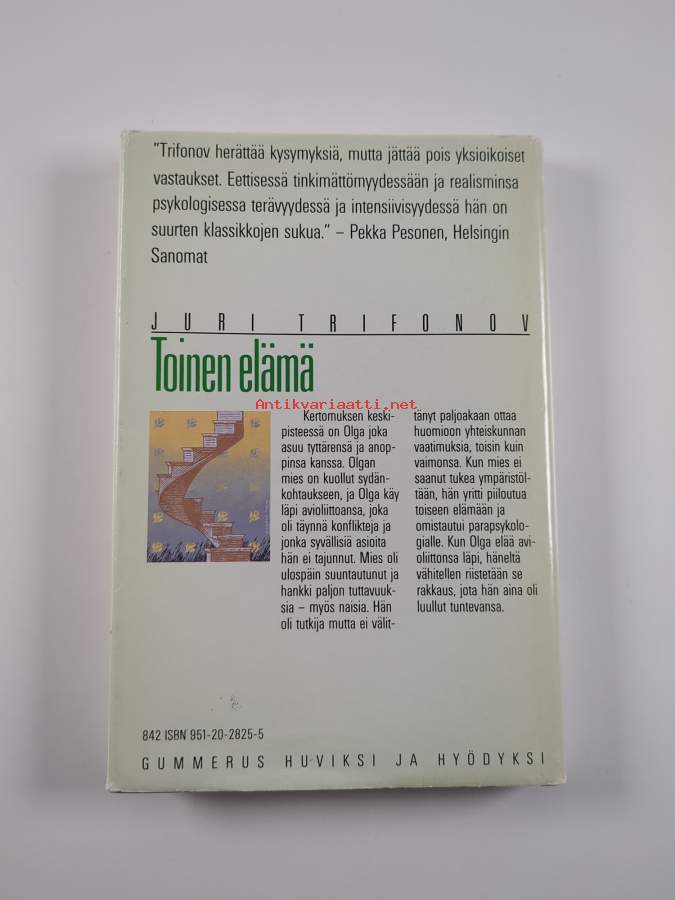 "Trifonov herättää kysymyksiä, mutta jättää pois yksioikoiset
vastaukset. Eettisessä tinkimättömyydessään ja realisminsa
psykologisessa terävyydessä ja intensiivisyydessä hän on
suurten klassikkojen sukua." – Pekka Pesonen, Helsingin
Sanomat
JURI TRIFONOV
Toinen elämä
Antikvariaatti.net
Kertomuksen keski-
pisteessä on Olga joka
asuu tyttärensä ja anop-
pinsa kanssa. Olgan
mies on kuollut sydän-
kohtaukseen, ja Olga käy
läpi avioliittoansa, joka
oli täynnä konflikteja ja
jonka syvällisiä asioita
hän ei tajunnut. Mies oli
ulospäin suuntautunut ja
hankki paljon tuttavuuk-
sia – myös naisia. Hän
oli tutkija mutta ei välit-
tänyt paljoakaan ottaa
huomioon yhteiskunnan
vaatimuksia, toisin kuin
vaimonsa. Kun mies ei
saanut tukea ympäristöl-
tään, hän yritti piiloutua
toiseen elämään ja
omistautui parapsykolo-
gialle. Kun Olga elää avi-
oliittonsa läpi, häneltä
vähitellen riistetään se
rakkaus, jota hän aina oli
luullut tuntevansa.
842 ISBN 951-20-2825-5
GUMMERUS HUVIKSI JA HYÖDYKSI